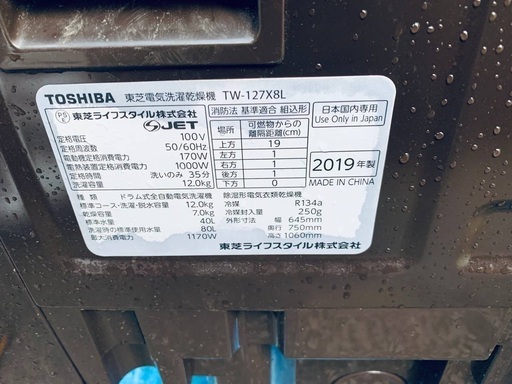 TOSHIBA 東芝電気洗濯乾燥機 TW-127X8L
東芝ライフスタイル株式会社
JET
定格電圧 100V
定格周波数 50/60Hz
電動機定格消費電力 170W
電熱装置定格消費電力 1000W
定格時間 洗いのみ 35分
洗濯容量 12.0kg
消防法 基準適合 組込形
場所 可燃物からの離隔距離(cm)
上方 19
左方 1
右方 1
後方 1
下方 0
日本国内専用
Use Only in Japan
2019年製
MADE IN CHINA
種類 ドラム式全自動電気洗濯機 除湿形電気衣類乾燥機
標準コース・洗濯・脱水容量 12.0kg
乾燥容量 7.0kg
標準水量 40L
洗濯時の標準使用水量 80L
最大消費電力 1170W
冷媒 R134a
冷媒封入量 250g
外形寸法 幅 645mm
奥行 750mm
高さ 1060mm
東芝ライフスタイル株式会社